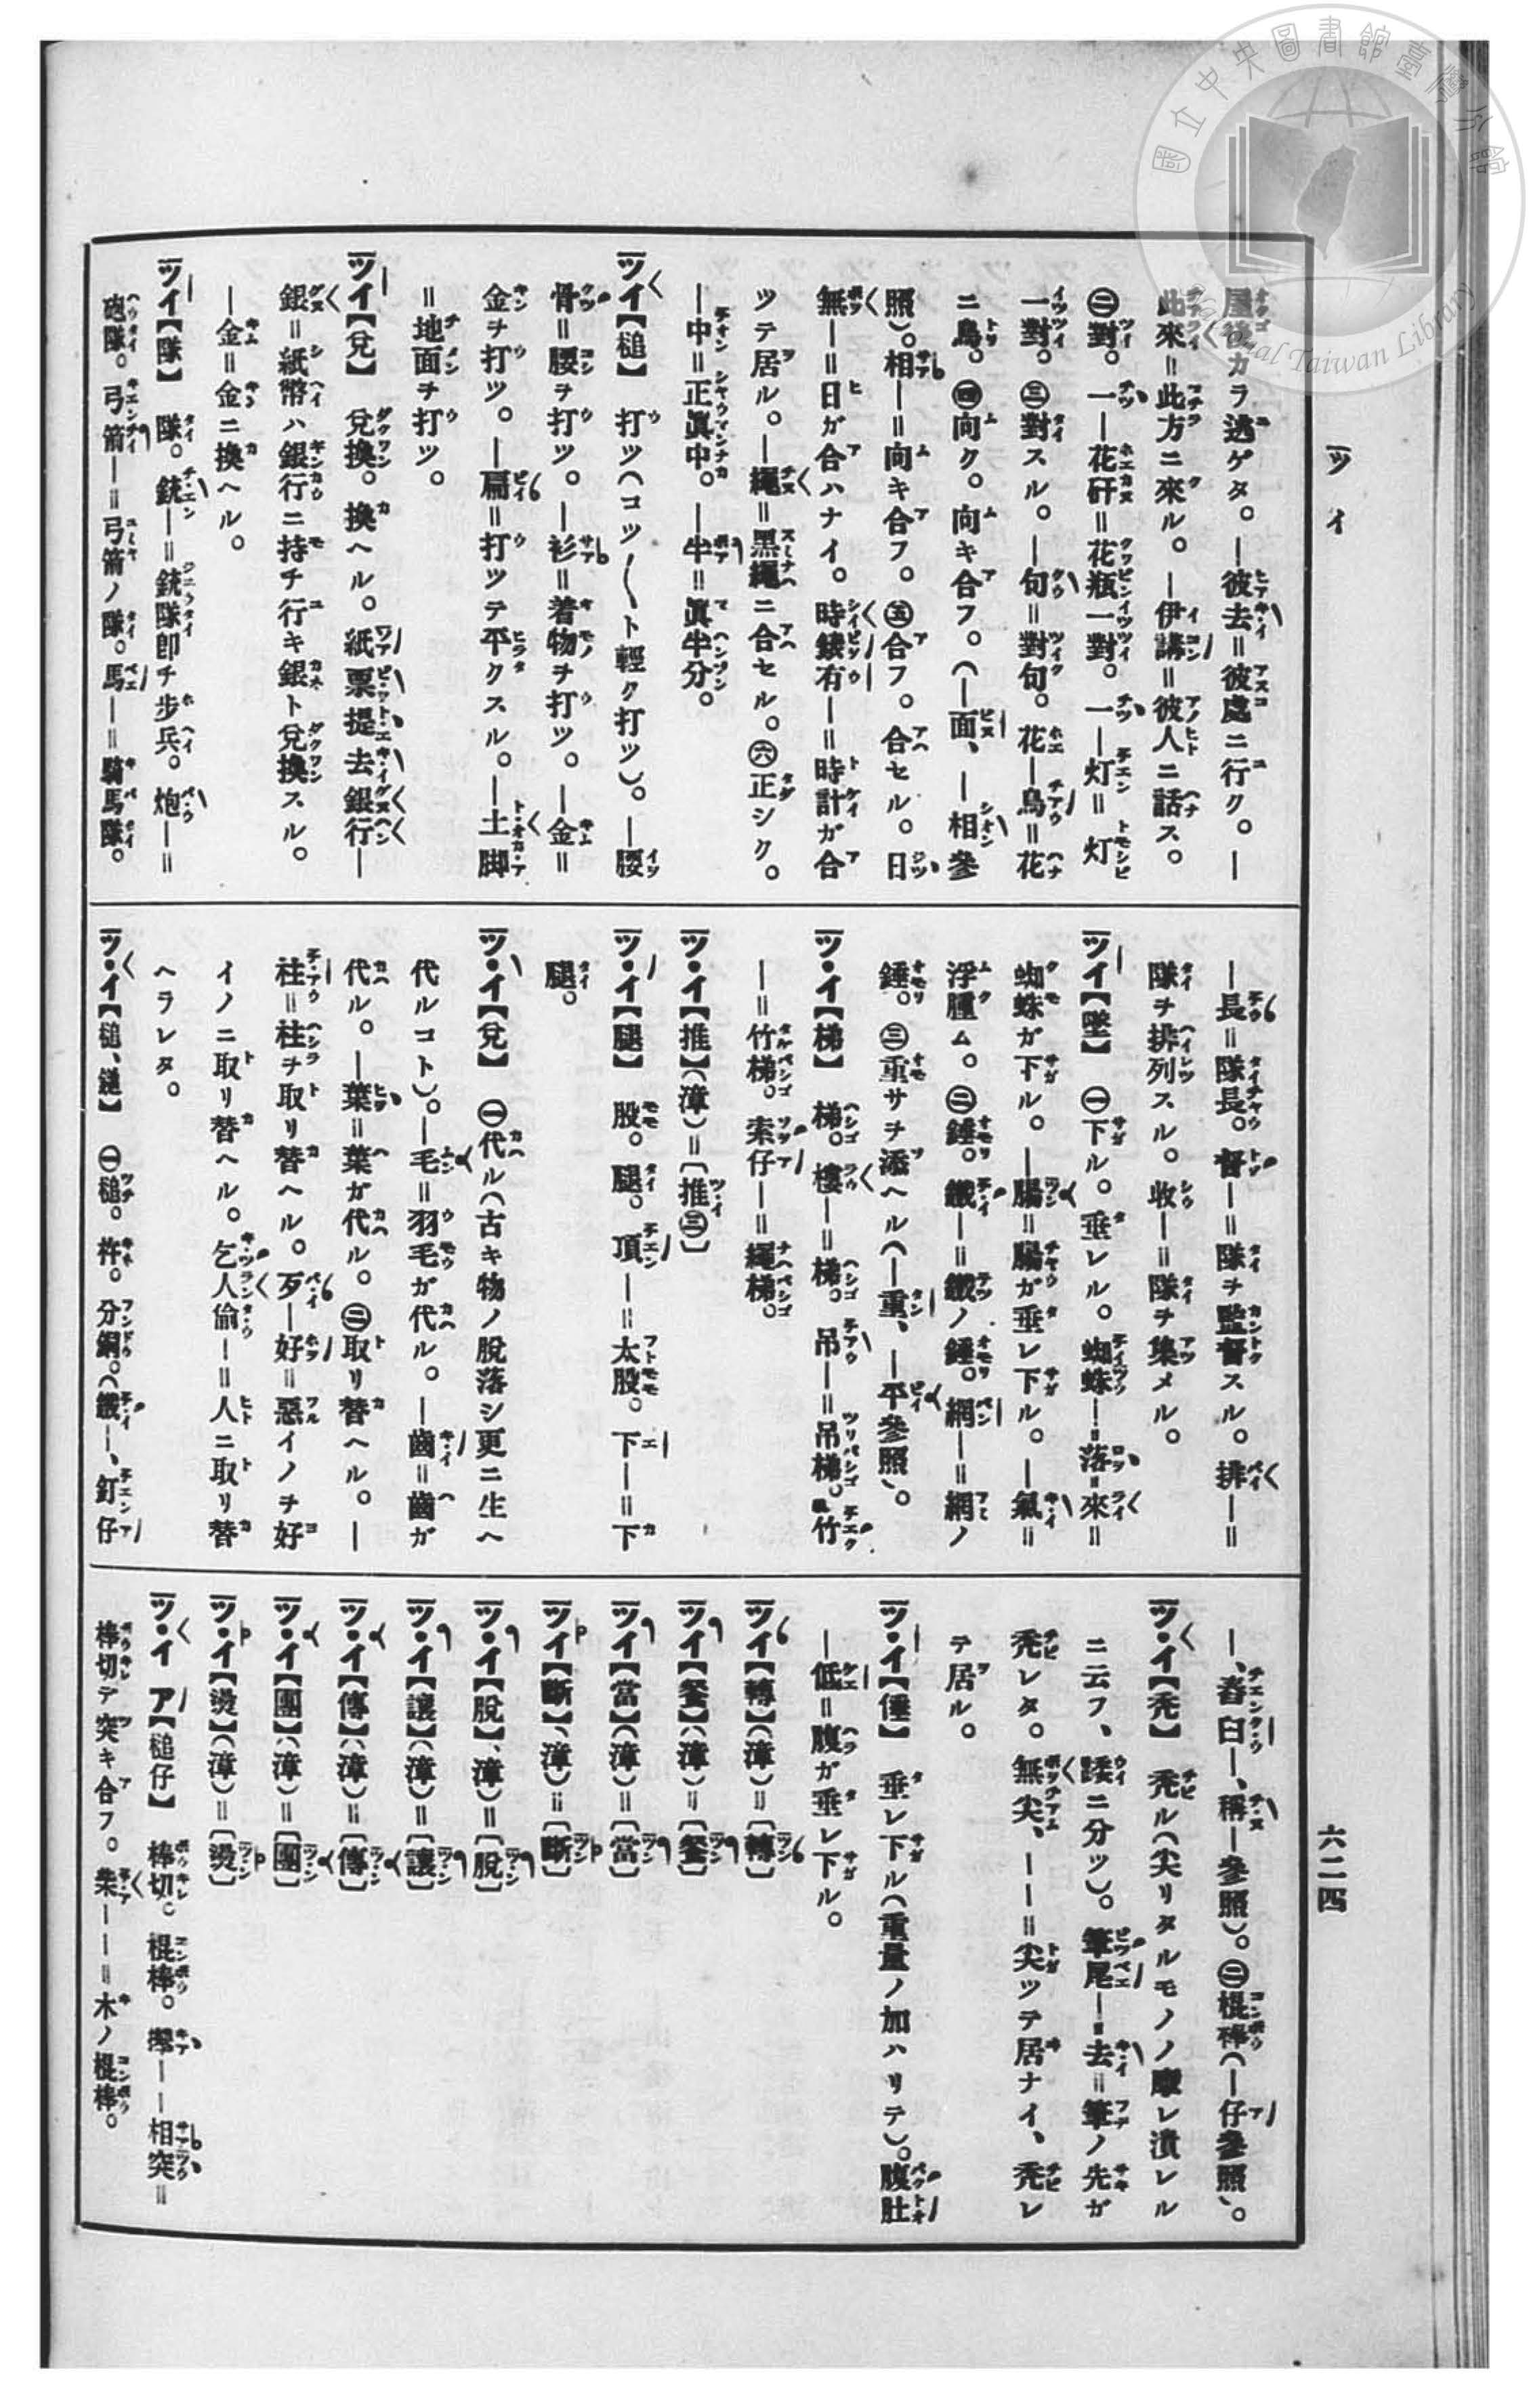 國立中央圖書館臺灣分館
National Taiwan Library
ツイ
六二四
屋後カラ逃ゲタ。—彼去=彼處ニ行ク。—
此來=此方ニ來ル。—伊講=彼人ニ話ス。
㊁對。一—花矸=花瓶一對。一—灯=灯
一對。㊂對スル。—句=對句。花—鳥=花
ニ鳥。㊃向ク。向キ合フ。(—面、—相參
照)。相—=向キ合フ。㊄合フ。合セル。日
無—=日ガ合ハナイ。時錶有—=時計ガ合
ツテ居ル。—繩=黑繩ニ合セル。㊅正シク。
—中=正眞中。—半=眞半分。
ツイ【槌】 打ツ(コツ〱ト輕ク打ツ)。—腰
骨=腰ヲ打ツ。—衫=着物ヲ打ツ。—金=
金ヲ打ツ。—扁=打ツテ平クスル。—土脚
=地面ヲ打ツ。
ツイ【兌】 兌換。換ヘル。紙票提去銀行—
銀=紙幣ハ銀行ニ持チ行キ銀ト兌換スル。
—金=金ニ換ヘル。
ツイ【隊】 隊。銃—=銃隊卽チ步兵。炮—=
砲隊。弓箭—=弓箭ノ隊。馬—=騎馬隊。
—長=隊長。督—=隊ヲ監督スル。排—=
隊ヲ排列スル。收—=隊ヲ集メル。
ツイ【墜】 ㊀下ル。垂レル。蜘蛛—落來=
蜘蛛ガ下ル。—腸=腸ガ垂レ下ル。—氣=
浮腫ム。㊁錘。鐵—=鐵ノ錘。網—=網ノ
錘。㊂重サヲ添ヘル(—重、—平參照)。
ツ・イ【梯】 梯。樓—=梯。吊—=吊梯。竹
—=竹梯。索仔—=繩梯。
ツ・イ【推】(漳)=〔推㊂〕
ツ・イ【腿】 股。腿。頂—=太股。下—=下
腿。
ツ・イ【兌】 ㊀代ル(古キ物ノ脫落シ更ニ生ヘ
代ルコト)。—毛=羽毛ガ代ル。—齒=齒ガ
代ル。—葉=葉ガ代ル。㊁取リ替ヘル。—
柱=柱ヲ取リ替ヘル。歹—好=惡イノヲ好
イノニ取リ替ヘル。乞人偷—=人ニ取リ替
ヘラレタ。
ツ・イ【槌、鎚】 ㊀槌。杵。分銅。(鐵—、釘仔
—、舂臼—、稱—參照)。㊁棍棒(—仔參照)。
ツ・イ【禿】 禿ル(尖リタルモノノ磨レ潰レル
ニ云フ、踒ニ分ツ)。筆尾—去=筆ノ先ガ
禿レタ。無尖、——=尖ツテ居ナイ、禿レ
テ居ル。
ツ・イ【僅】 垂レ下ル(重量ノ加ハリテ)。腹肚
—低=腹ガ垂レ下ル。
ツイ【轉】(漳)=〔轉〕
ツイ【餐】(漳)=〔餐〕
ツイ【當】(漳)=〔當〕
ツイ【斷】(漳)=〔斷〕
ツ・イ【脫】(漳)=〔脫〕
ツ・イ【讓】(漳)=〔讓〕
ツ・イ【傳】(漳)=〔傳〕
ツ・イ【團】(漳)=〔團〕
ツ・イ【燙】(漳)=〔燙〕
ツ・イ ア【槌仔】 棒切。棍棒。——相突=
棒切デ突キ合フ。柴——=木ノ棍棒。